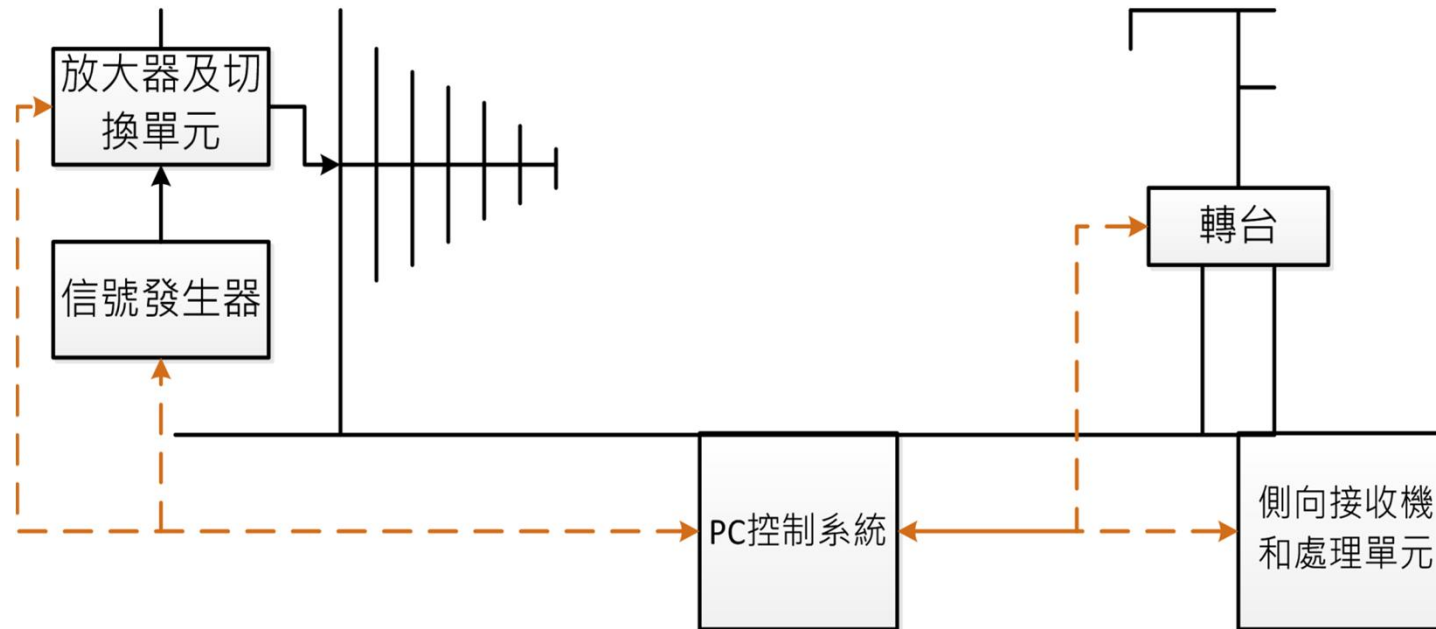 放大器及切
換單元
信號發生器
轉台
PC控制系統
側向接收機
和處理單元